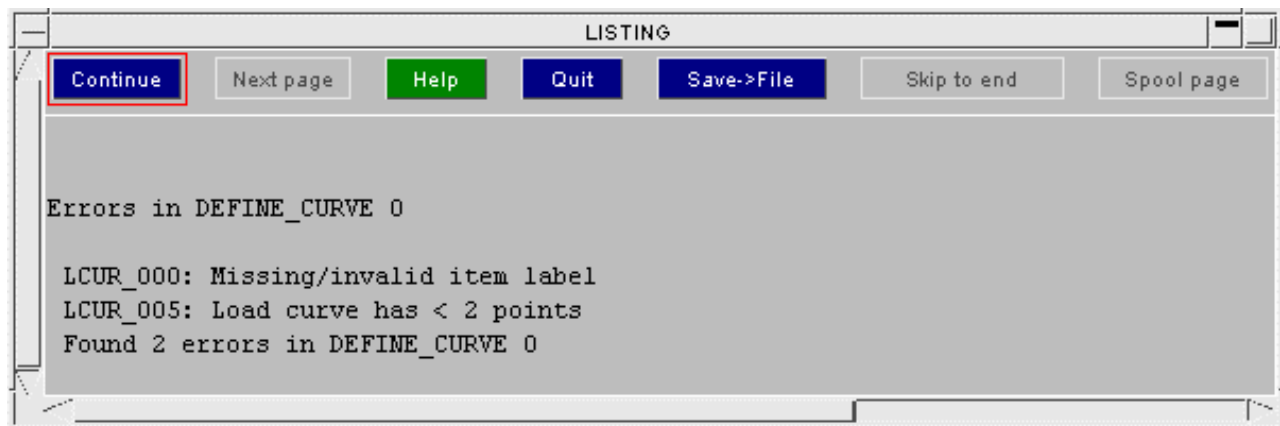 LISTING
Continue Next page Help Quit Save->File Skip to end Spool page
Errors in DEFINE_CURVE 0
LCUR_000: Missing/invalid item label
LCUR_005: Load curve has < 2 points
Found 2 errors in DEFINE_CURVE 0